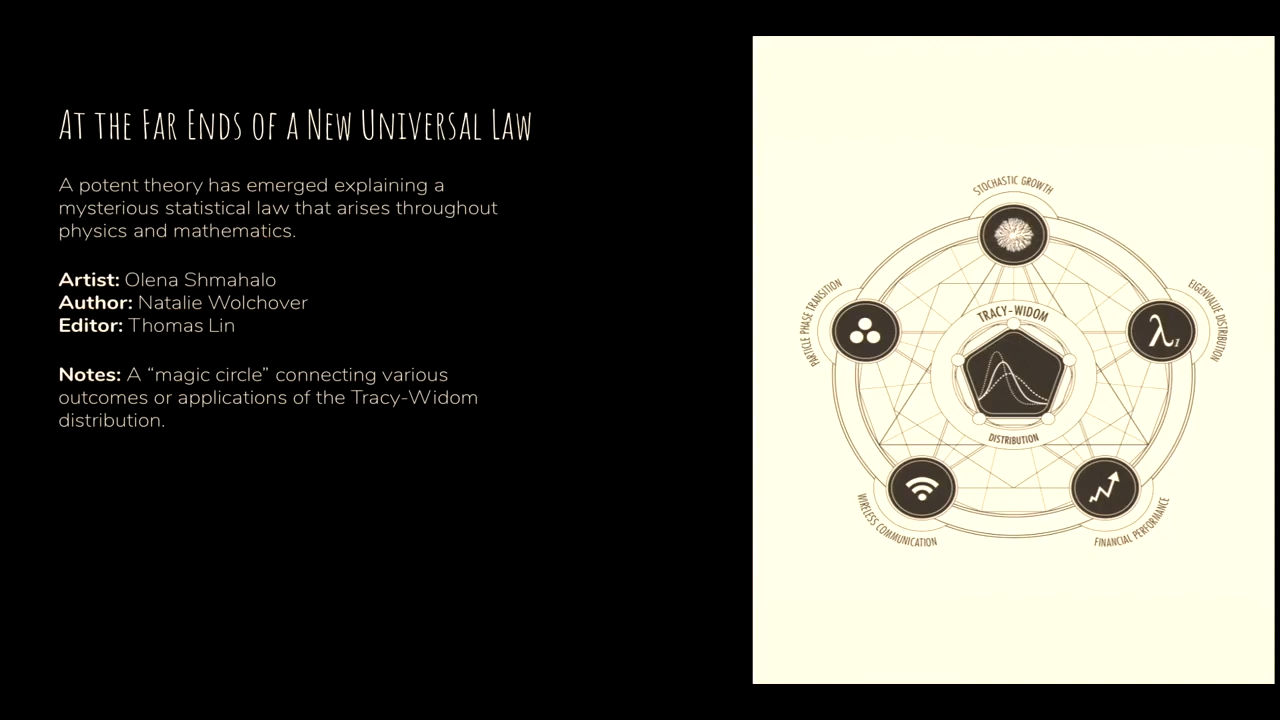 At the Far Ends of a New Universal Law
A potent theory has emerged explaining a
mysterious statistical law that arises throughout
physics and mathematics.
Artist: Olena Shmahalo
Author: Natalie Wolchover
Editor: Thomas Lin
Notes: A “magic circle” connecting various
outcomes or applications of the Tracy-Widom
distribution.
STOCHASTIC GROWTH
PARTICLE PHASE TRANSITION
EIGENVALUE DISTRIBUTION
TRACY-WIDOM
λ1
DISTRIBUTION
WIRELESS COMMUNICATION
FINANCIAL PERFORMANCE